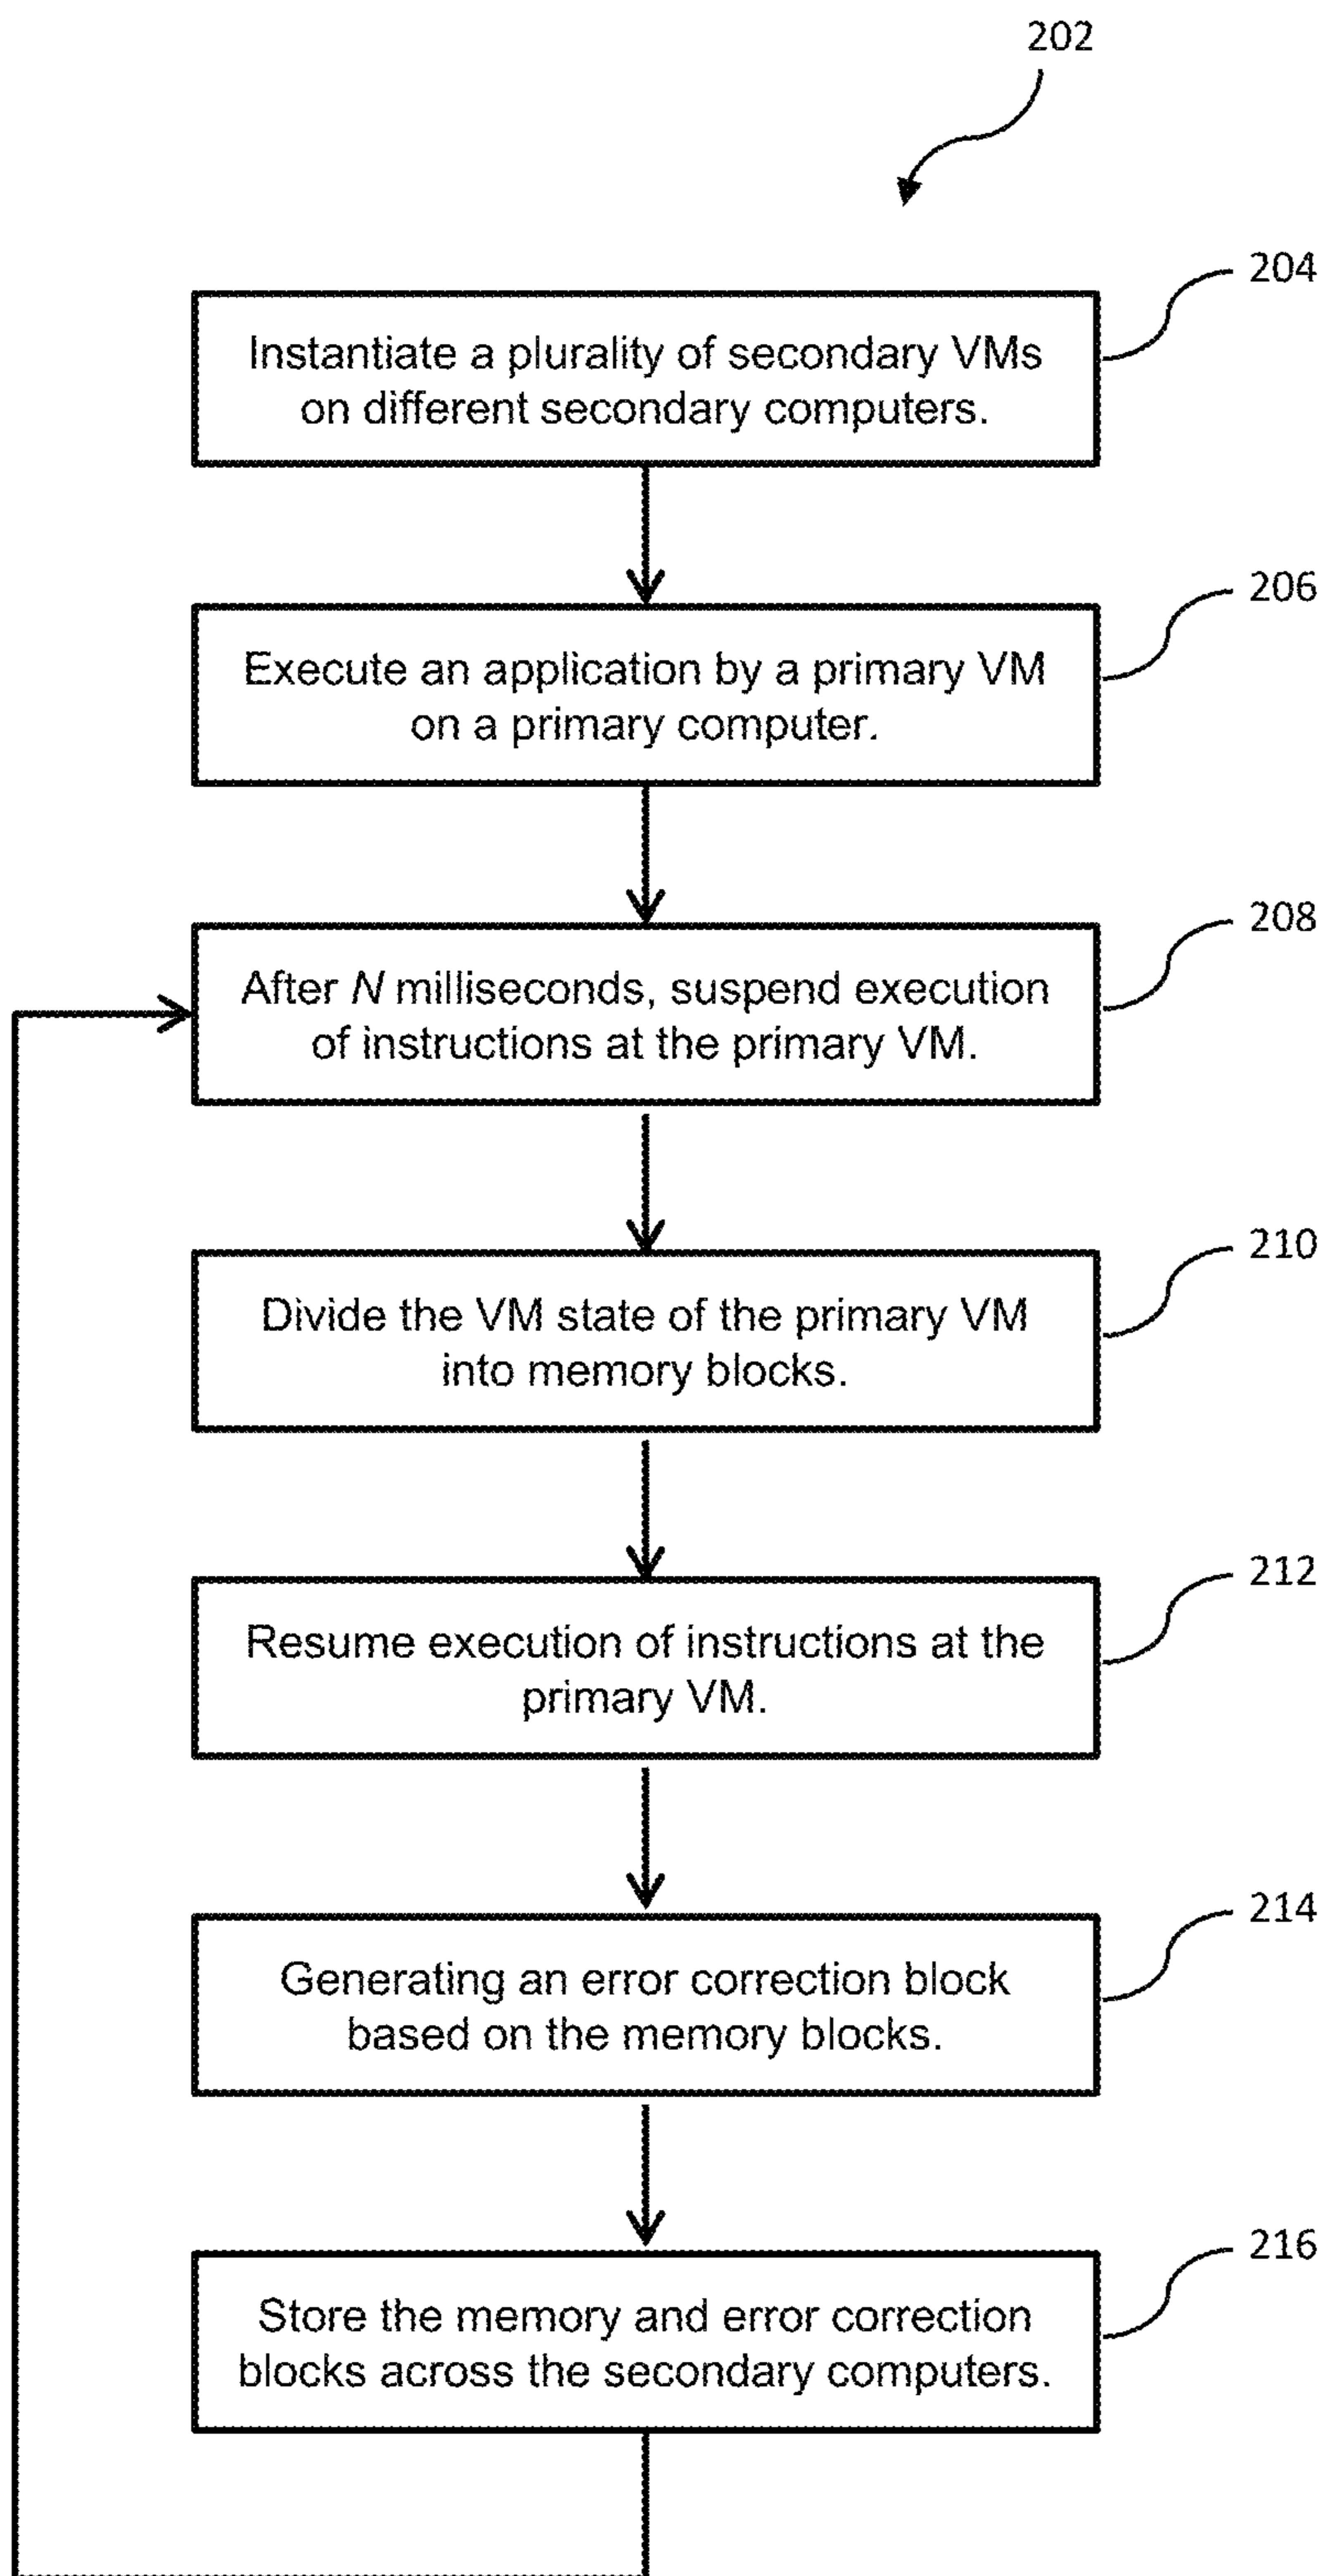 202
204
Instantiate a plurality of secondary VMs
on different secondary computers.
206
Execute an application by a primary VM
on a primary computer.
208
After N milliseconds, suspend execution
of instructions at the primary VM.
210
Divide the VM state of the primary VM
into memory blocks.
212
Resume execution of instructions at the
primary VM.
214
Generating an error correction block
based on the memory blocks.
216
Store the memory and error correction
blocks across the secondary computers.